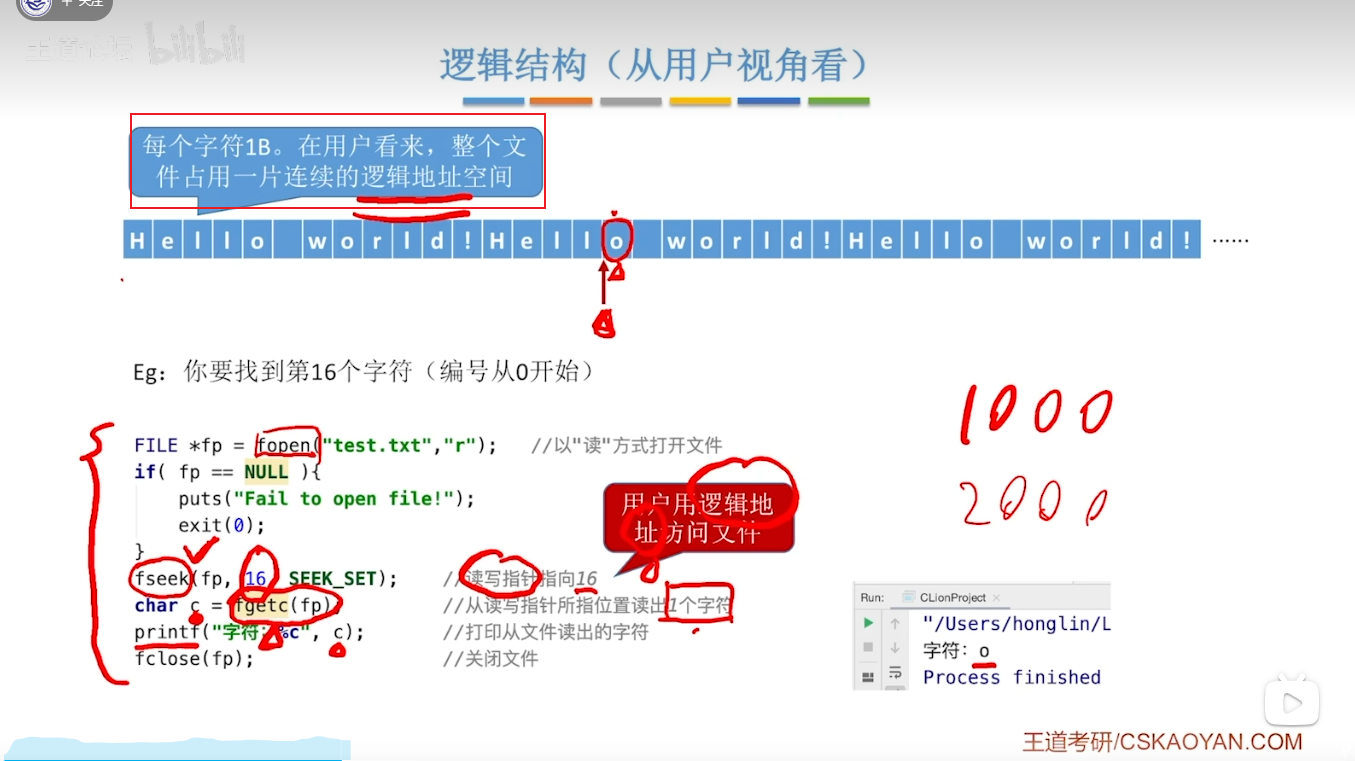 关注
王道论坛 bilibili
逻辑结构（从用户视角看）
每个字符1B。在用户看来，整个文
件占用一片连续的逻辑地址空间
Hello world!Hello world!Hello world! ······
Eg：你要找到第16个字符（编号从0开始）
1000
2000
FILE *fp = fopen("test.txt","r"); //以"读"方式打开文件
if( fp == NULL ){
puts("Fail to open file!");
exit(0);
}
用户用逻辑地
址访问文件
fseek(fp, 16, SEEK_SET); //读写指针指向16
char c = fgetc(fp); //从读写指针所指位置读出1个字符
printf("字符：%c", c); //打印从文件读出的字符
fclose(fp); //关闭文件
Run: CLionProject ×
"/Users/honglin/L
字符：o
Process finished
王道考研/CSKAOYAN.COM